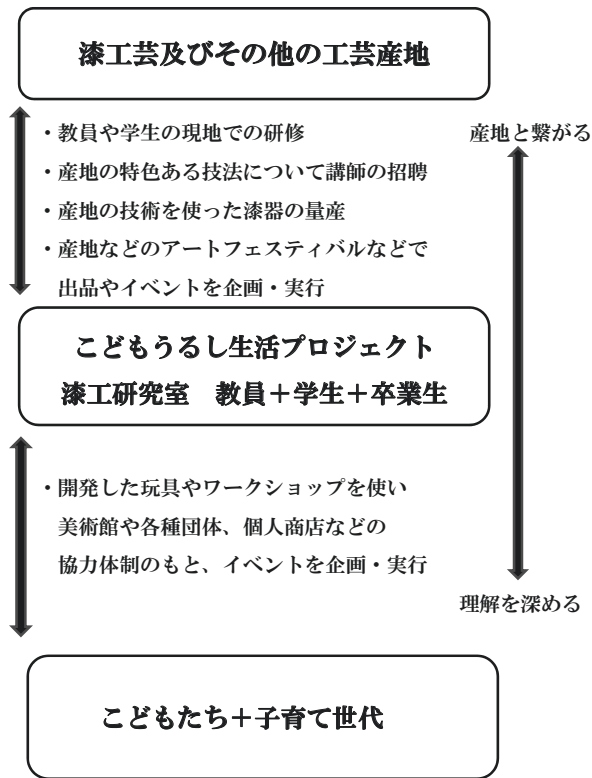 漆工芸及びその他の工芸産地
・教員や学生の現地での研修
産地と繋がる
・産地の特色ある技法について講師の招聘
・産地の技術を使った漆器の量産
・産地などのアートフェスティバルなどで
出品やイベントを企画・実行
こどもうるし生活プロジェクト
漆工研究室　教員＋学生＋卒業生
・開発した玩具やワークショップを使い
美術館や各種団体、個人商店などの
協力体制のもと、イベントを企画・実行
理解を深める
こどもたち＋子育て世代